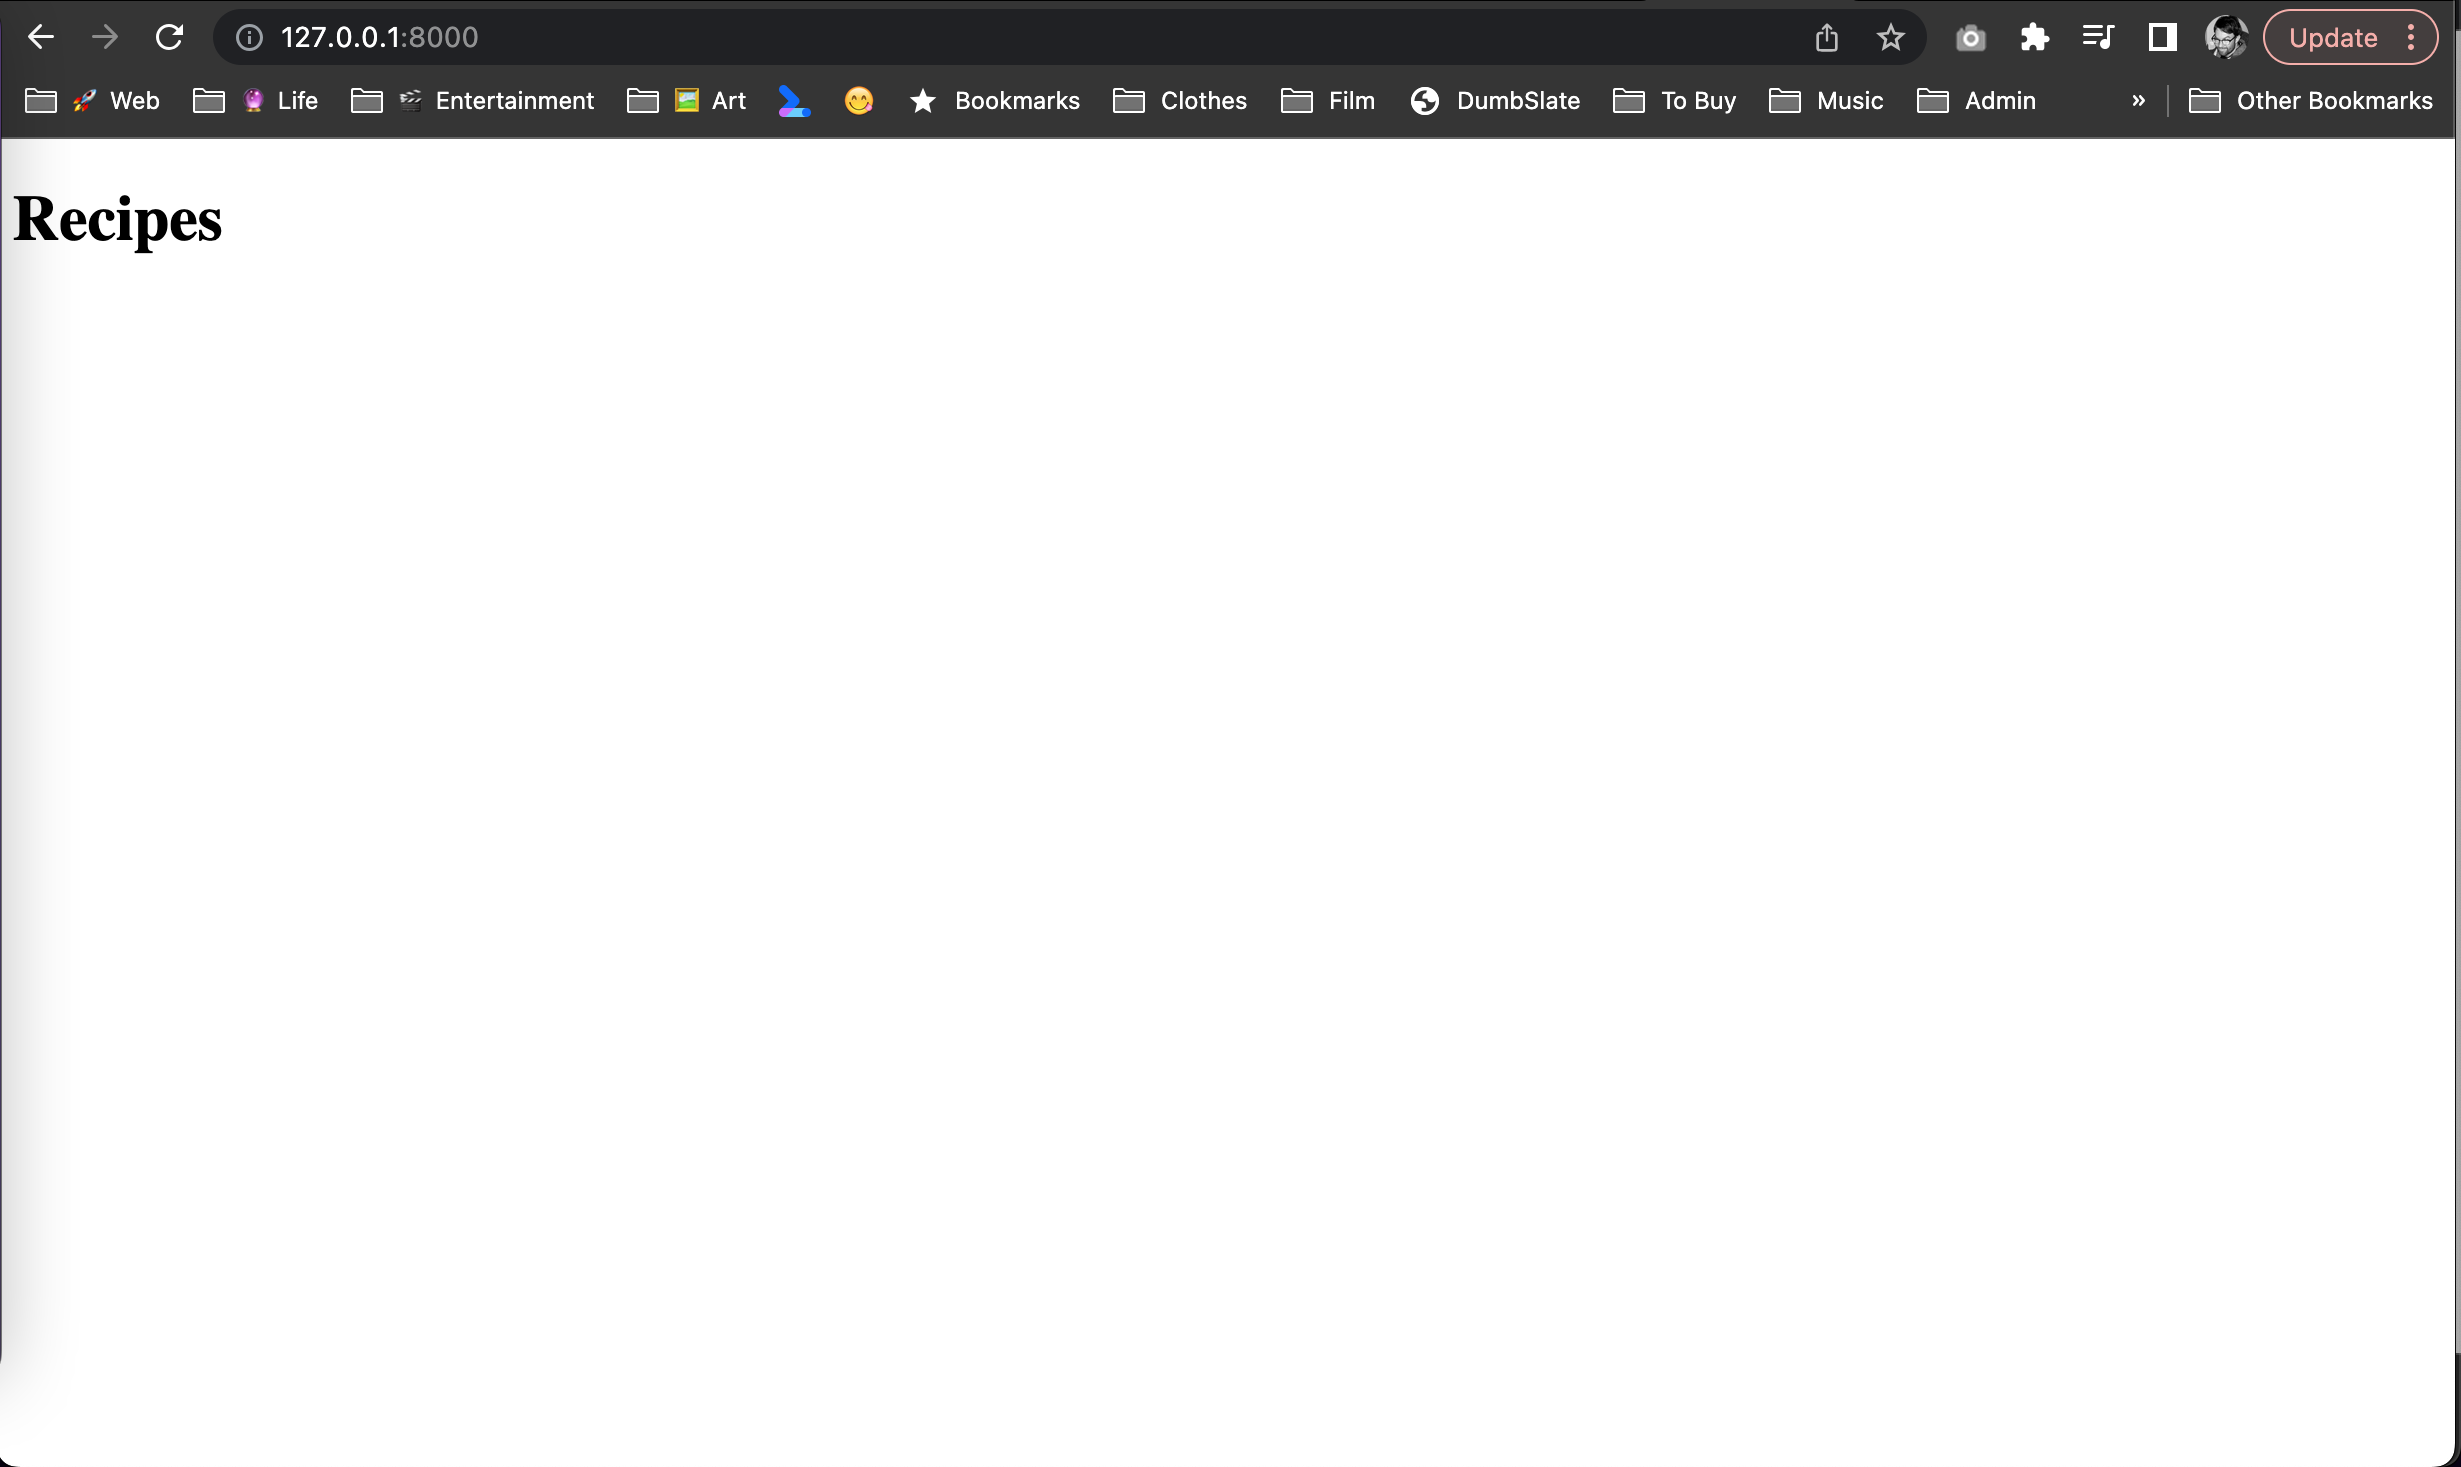 127.0.0.1:8000
Update
Web Life Entertainment Art Bookmarks Clothes Film DumbSlate To Buy Music Admin » Other Bookmarks
Recipes